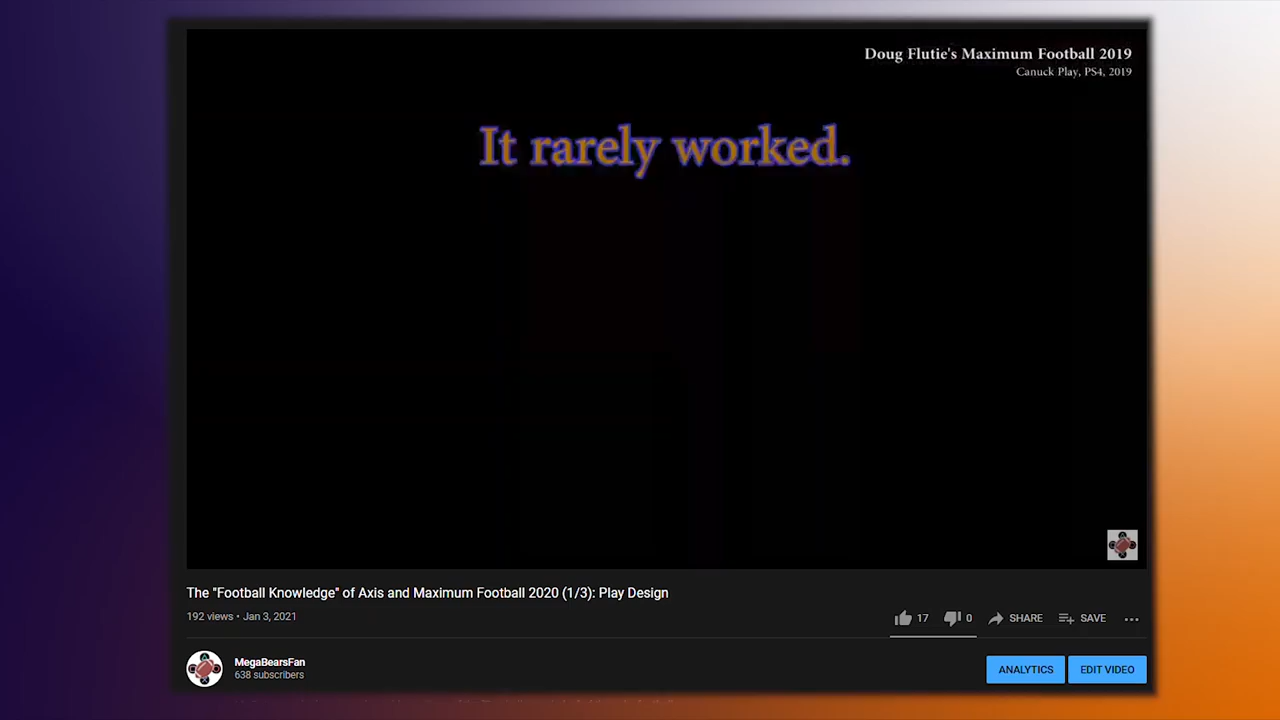 Doug Flutie's Maximum Football 2019
Canuck Play, PS4, 2019
It rarely worked.
The "Football Knowledge" of Axis and Maximum Football 2020 (1/3): Play Design
192 views • Jan 3, 2021
17 0 SHARE SAVE
MegaBearsFan
638 subscribers
ANALYTICS EDIT VIDEO